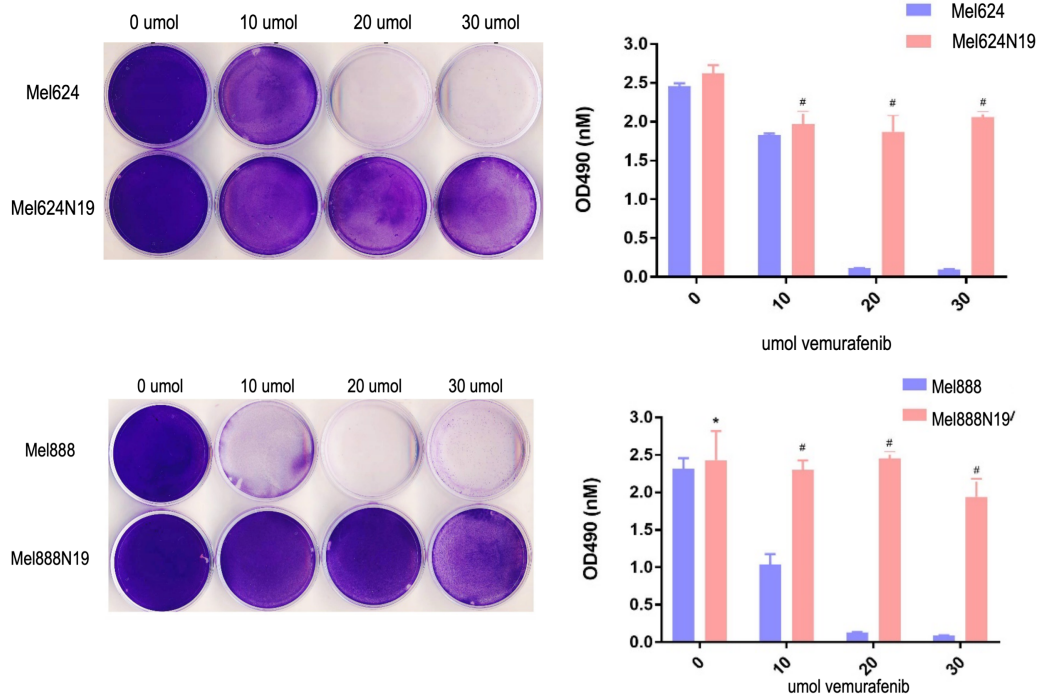 0 umol 10 umol 20 umol 30 umol
Mel624
Mel624N19
Mel624
Mel624N19
3.0
2.5
2.0
1.5
1.0
0.5
0.0
OD490 (nM)
# # #
0 10 20 30
umol vemurafenib
0 umol 10 umol 20 umol 30 umol
Mel888
Mel888N19
Mel888
Mel888N19/
3.0
2.5
2.0
1.5
1.0
0.5
0.0
OD490 (nM)
* # # #
0 10 20 30
umol vemurafenib